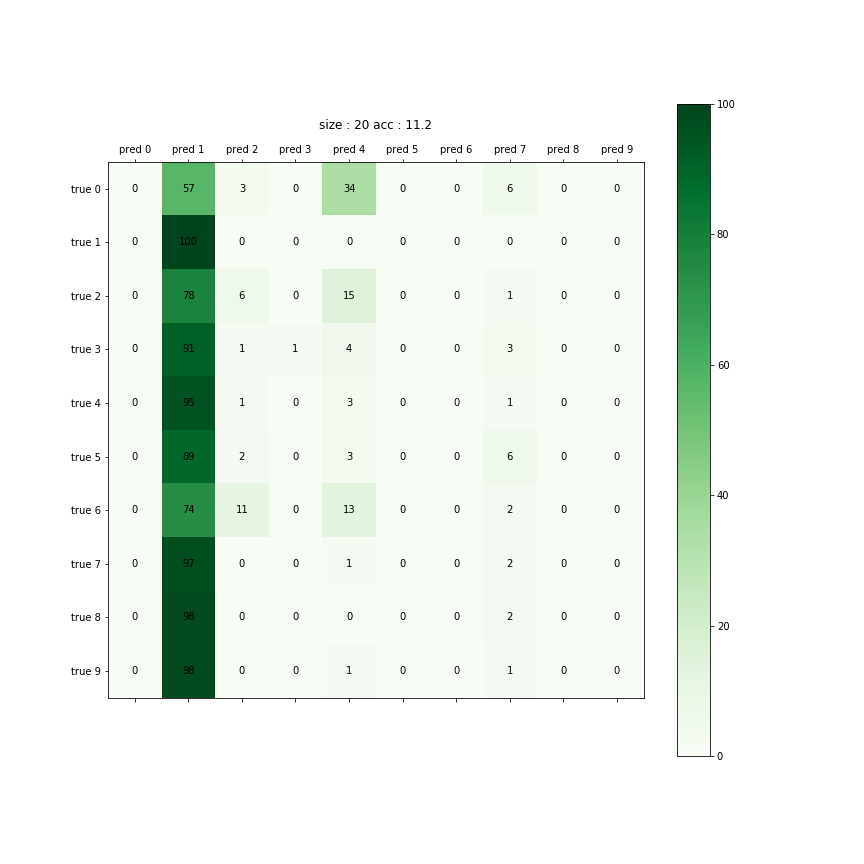 size : 20 acc : 11.2
pred 0 pred 1 pred 2 pred 3 pred 4 pred 5 pred 6 pred 7 pred 8 pred 9
true 0 0 57 3 0 34 0 0 6 0 0
true 1 0 100 0 0 0 0 0 0 0 0
true 2 0 78 6 0 15 0 0 1 0 0
true 3 0 91 1 1 4 0 0 3 0 0
true 4 0 95 1 0 3 0 0 1 0 0
true 5 0 89 2 0 3 0 0 6 0 0
true 6 0 74 11 0 13 0 0 2 0 0
true 7 0 97 0 0 1 0 0 2 0 0
true 8 0 98 0 0 0 0 0 2 0 0
true 9 0 98 0 0 1 0 0 1 0 0
100
80
60
40
20
0